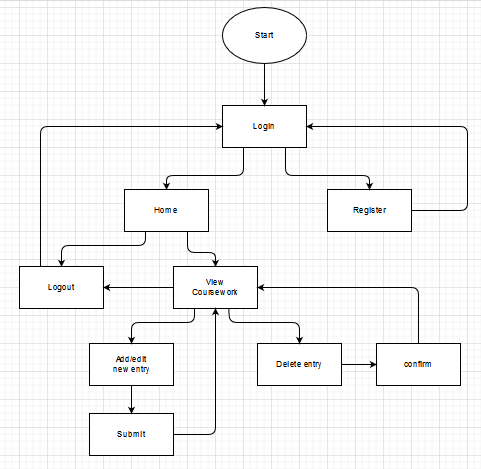 Start
Login
Home
Register
Logout
View
Coursework
Add/edit
new entry
Delete entry
confirm
Submit